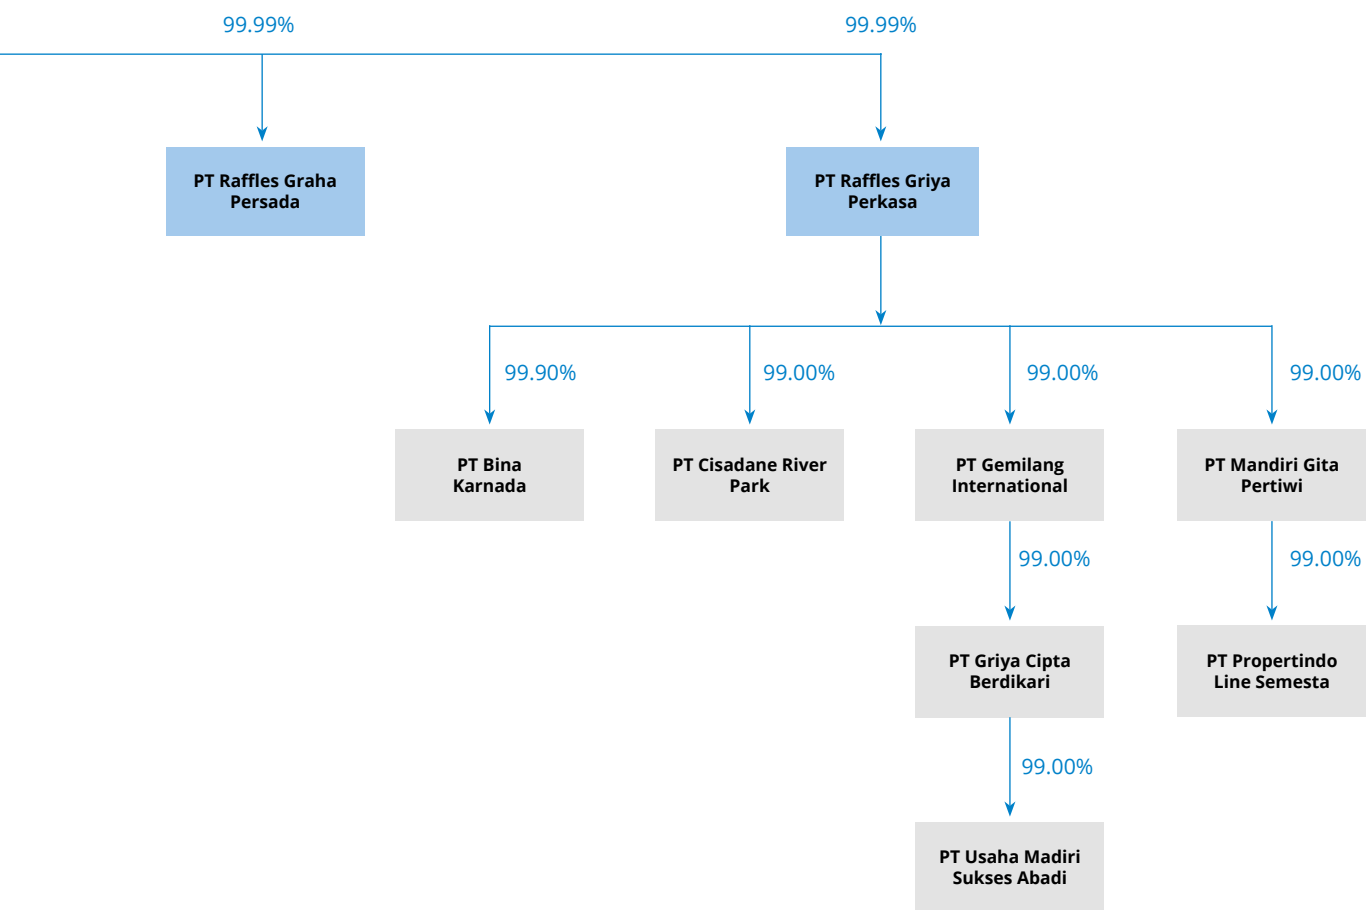 99.99%
99.99%
PT Raffles Graha
Persada
PT Raffles Griya
Perkasa
99.90%
99.00%
99.00%
99.00%
PT Bina
Karnada
PT Cisadane River
Park
PT Gemilang
International
PT Mandiri Gita
Pertiwi
99.00%
99.00%
PT Griya Cipta
Berdikari
PT Propertindo
Line Semesta
99.00%
PT Usaha Madiri
Sukses Abadi